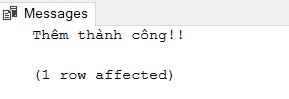 Messages
Thêm thành công!!
(1 row affected)